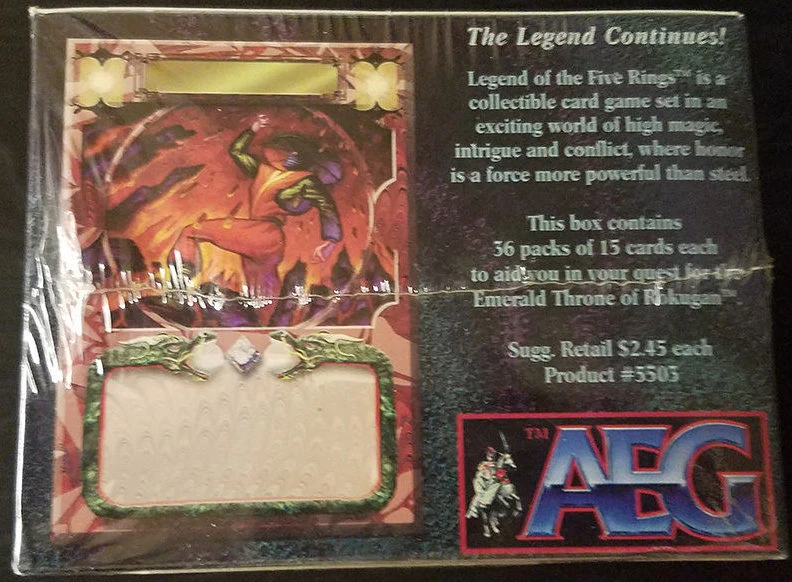 The Legend Continues!
Legend of the Five Rings™ is a
collectible card game set in an
exciting world of high magic,
intrigue and conflict, where honor
is a force more powerful than steel.
This box contains
36 packs of 15 cards each
to aid you in your quest for the
Emerald Throne of Rokugan™
Sugg. Retail $2.45 each
Product #3303
TM
AEG